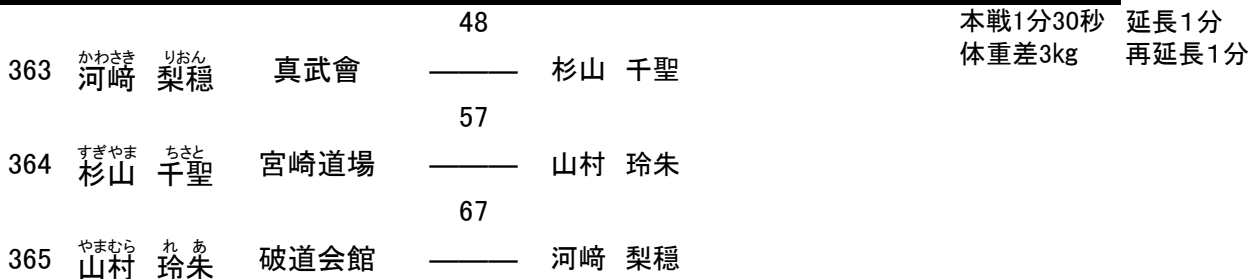 48
本戦1分30秒 延長1分
体重差3kg 再延長1分
かわさき りおん
363 河﨑 梨穏 真武會 ――― 杉山 千聖
57
すぎやま ちさと
364 杉山 千聖 宮崎道場 ――― 山村 玲朱
67
やまむら れあ
365 山村 玲朱 破道会館 ――― 河﨑 梨穏